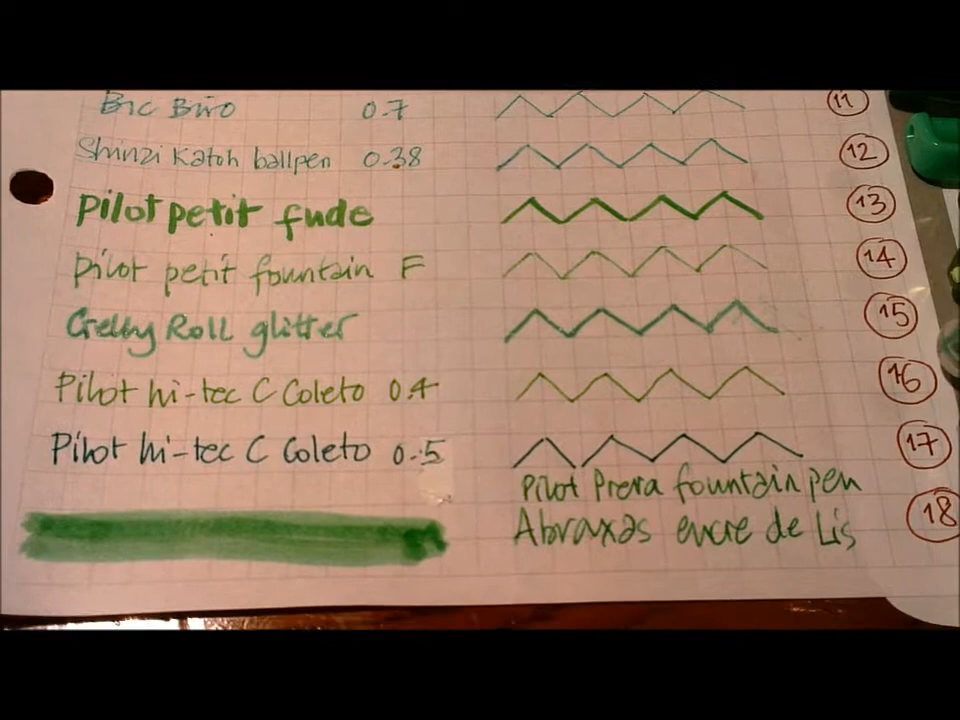 Bic Biro 0.7 11
Shinzi Katoh ballpen 0.38 12
Pilot petit fude 13
Pilot petit fountain F 14
Gelly Roll glitter 15
Pilot hi-tec C Coleto 0.4 16
Pilot hi-tec C Coleto 0.5 17
Pilot Prera fountain pen
Abraxas encre de Lis 18